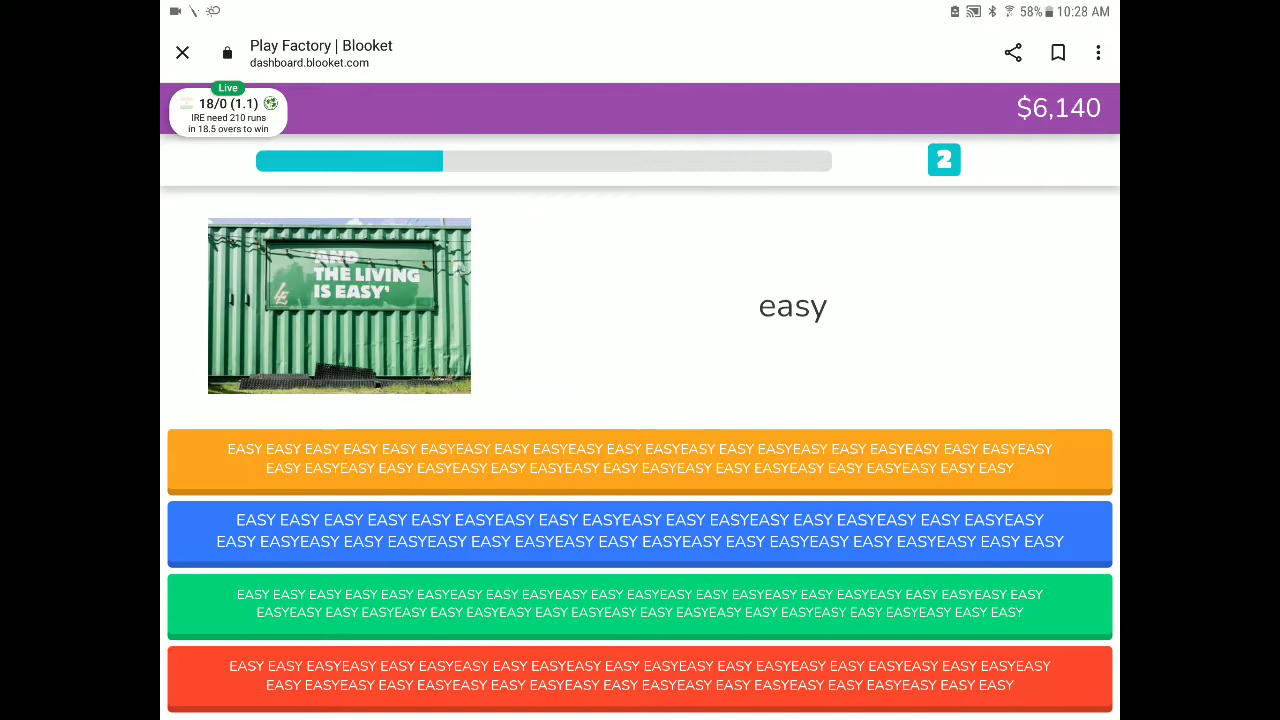 58%
10:28 AM
Play Factory | Blooket
dashboard.blooket.com
Live
18/0 (1.1)
IRE need 210 runs
in 18.5 overs to win
$6,140
2
'AND
THE LIVING
IS EASY'
easy
EASY EASY EASY EASY EASY EASYEASY EASY EASYEASY EASY EASYEASY EASY EASYEASY EASY EASYEASY EASY EASYEASY
EASY EASYEASY EASY EASYEASY EASY EASYEASY EASY EASYEASY EASY EASYEASY EASY EASYEASY EASY EASY
EASY EASY EASY EASY EASY EASYEASY EASY EASYEASY EASY EASYEASY EASY EASYEASY EASY EASYEASY
EASY EASYEASY EASY EASYEASY EASY EASYEASY EASY EASYEASY EASY EASYEASY EASY EASYEASY EASY EASY
EASY EASY EASY EASY EASY EASYEASY EASY EASYEASY EASY EASYEASY EASY EASYEASY EASY EASYEASY EASY EASYEASY EASY
EASYEASY EASY EASYEASY EASY EASYEASY EASY EASYEASY EASY EASYEASY EASY EASYEASY EASY EASYEASY EASY EASY
EASY EASY EASYEASY EASY EASYEASY EASY EASYEASY EASY EASYEASY EASY EASYEASY EASY EASYEASY EASY EASYEASY
EASY EASYEASY EASY EASYEASY EASY EASYEASY EASY EASYEASY EASY EASYEASY EASY EASYEASY EASY EASY